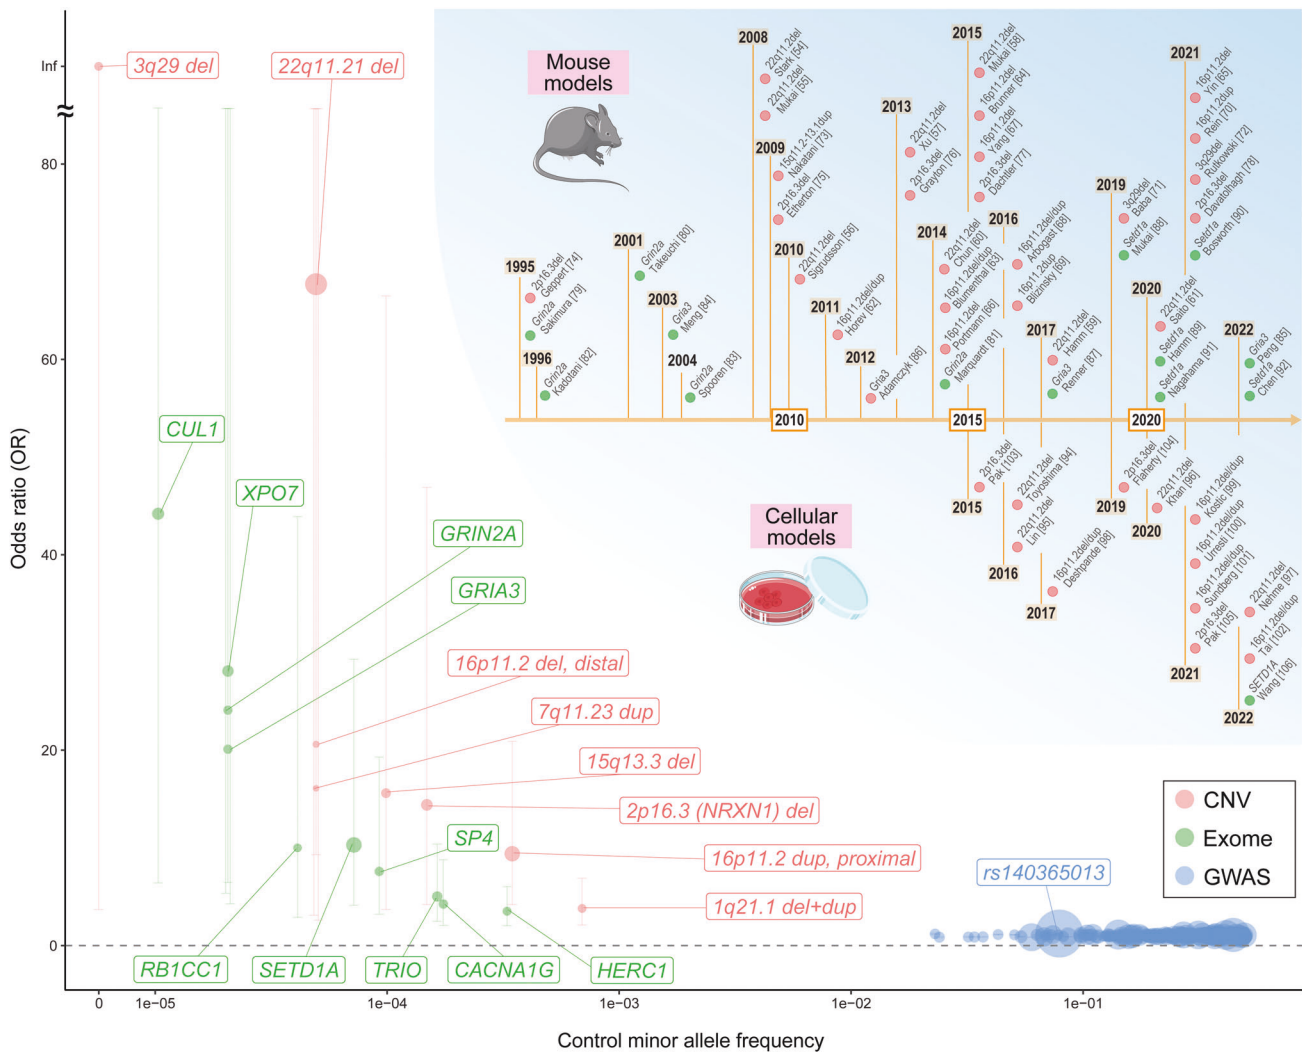 Odds ratio (OR)
Inf
80
60
40
20
0
0
1e-05
1e-04
1e-03
1e-02
1e-01
Control minor allele frequency
3q29 del
22q11.21 del
CUL1
XPO7
GRIN2A
GRIA3
16p11.2 del, distal
7q11.23 dup
15q13.3 del
2p16.3 (NRXN1) del
SP4
16p11.2 dup, proximal
1q21.1 del+dup
RB1CC1
SETD1A
TRIO
CACNA1G
HERC1
rs140365013
CNV
Exome
GWAS
Mouse
models
1995
2p16.3del
Geppert [74]
Grin2a
Sakimura [79]
1996
Grin2a
Kadotani [82]
2001
Grin2a
Takeuchi [80]
2003
Gria3
Meng [84]
2004
Grin2a
Spooren [83]
2008
22q11.2del
Stark [54]
22q11.2del
Mukai [55]
2009
15q11.2-13.1dup
Nakatani [73]
2p16.3del
Etherton [75]
2010
22q11.2del
Sigrudsson [56]
2011
16p11.2del/dup
Horev [62]
2012
Gria3
Adamczyk [86]
2013
22q11.2del
Xu [57]
2p16.3del
Grayton [76]
2014
22q11.2del
Chun [60]
16p11.2del/dup
Blumenthal [63]
16p11.2del
Portmann [66]
Grin2a
Marquardt [81]
2015
22q11.2del
Mukai [58]
16p11.2del
Brunner [64]
16p11.2del
Yang [67]
2p16.3del
Dachtler [77]
2016
16p11.2del/dup
Arbogast [68]
16p11.2dup
Blizinsky [69]
2017
22q11.2del
Hamm [59]
Gria3
Renner [87]
2019
3q29del
Baba [71]
Setd1a
Mukai [88]
2020
22q11.2del
Saito [61]
Setd1a
Hamm [89]
Setd1a
Nagahama [91]
2021
16p11.2del
Yin [65]
16p11.2dup
Rein [70]
3q29del
Rutkowski [72]
2p16.3del
Davatolhagh [78]
Setd1a
Bosworth [90]
2022
Gria3
Peng [85]
Setd1a
Chen [92]
2010
2015
2020
Cellular
models
2p16.3del
Pak [103]
2015
22q11.2del
Toyoshima [94]
22q11.2del
Lin [95]
2016
16p11.2del/dup
Deshpande [98]
2017
2p16.3del
Flaherty [104]
2019
22q11.2del
Khan [96]
2020
16p11.2del/dup
Kostic [99]
16p11.2del/dup
Urresti [100]
16p11.2del/dup
Sundberg [101]
2p16.3del
Pak [105]
2021
22q11.2del
Nehme [97]
16p11.2del/dup
Tai [102]
SETD1A
Wang [106]
2022